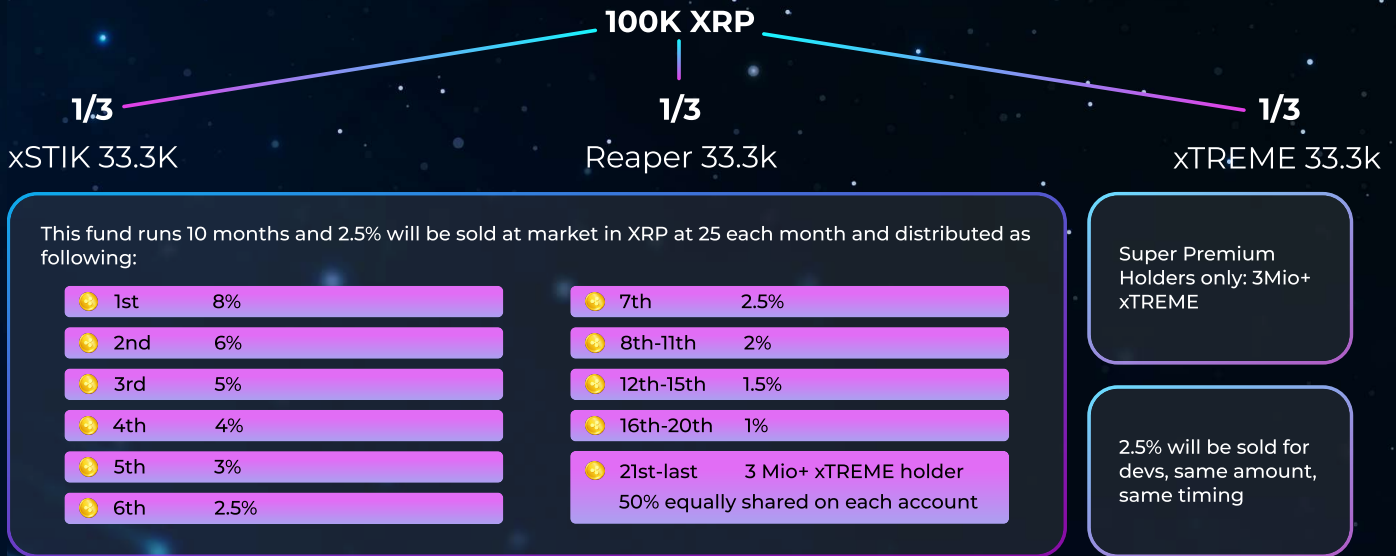 100K XRP
1/3
1/3
1/3
xSTIK 33.3K
Reaper 33.3k
xTREME 33.3k
This fund runs 10 months and 2.5% will be sold at market in XRP at 25 each month and distributed as
following:
1st 8%
2nd 6%
3rd 5%
4th 4%
5th 3%
6th 2.5%
7th 2.5%
8th-11th 2%
12th-15th 1.5%
16th-20th 1%
21st-last 3 Mio+ xTREME holder
50% equally shared on each account
Super Premium
Holders only: 3Mio+
xTREME
2.5% will be sold for
devs, same amount,
same timing